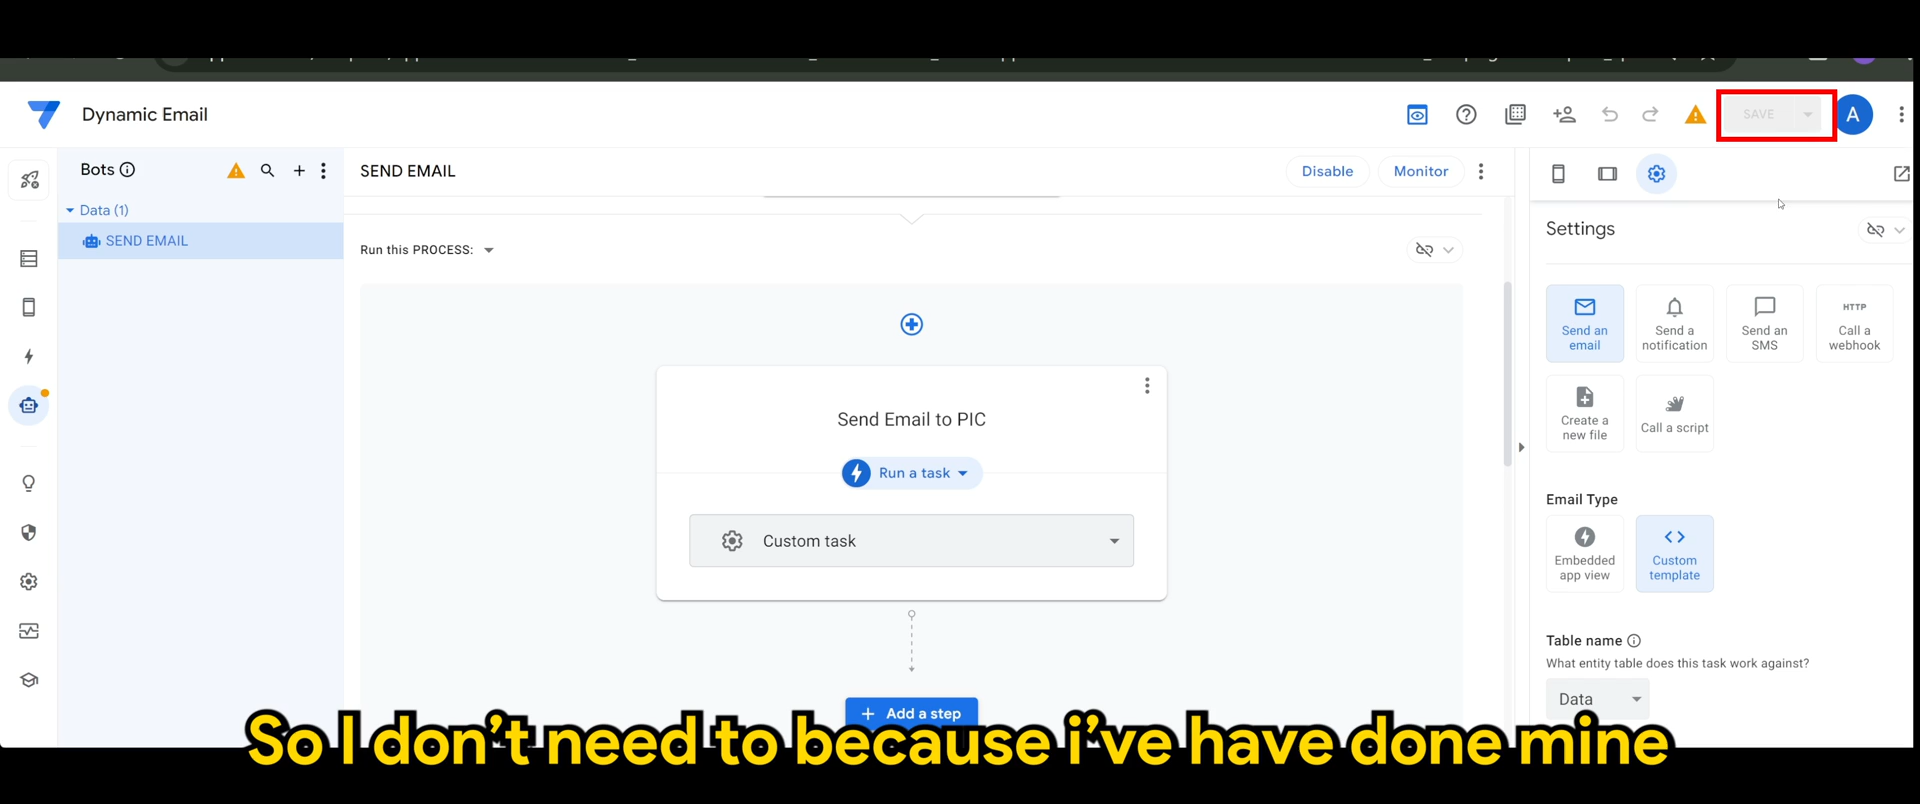 Dynamic Email
SAVE
A
Bots
SEND EMAIL
Disable
Monitor
Data (1)
SEND EMAIL
Run this PROCESS:
Settings
Send an
email
Send a
notification
Send an
SMS
HTTP
Call a
webhook
Create a
new file
Call a script
Send Email to PIC
Run a task
Custom task
Email Type
Embedded
app view
Custom
template
Table name
What entity table does this task work against?
Data
+ Add a step
So I don't need to because i've have done mine